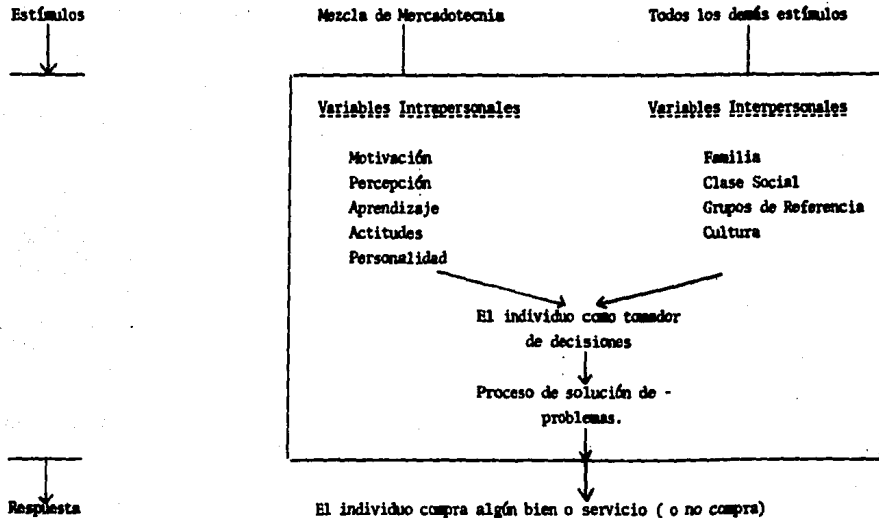 Estímulos Mezcla de Mercadotecnia Todos los demás estímulos
Variables Intrapersonales Variables Interpersonales
Motivación Familia
Percepción Clase Social
Aprendizaje Grupos de Referencia
Actitudes Cultura
Personalidad
El individuo como tomador
de decisiones
Proceso de solución de -
problemas.
Respuesta El individuo compra algún bien o servicio ( o no compra)